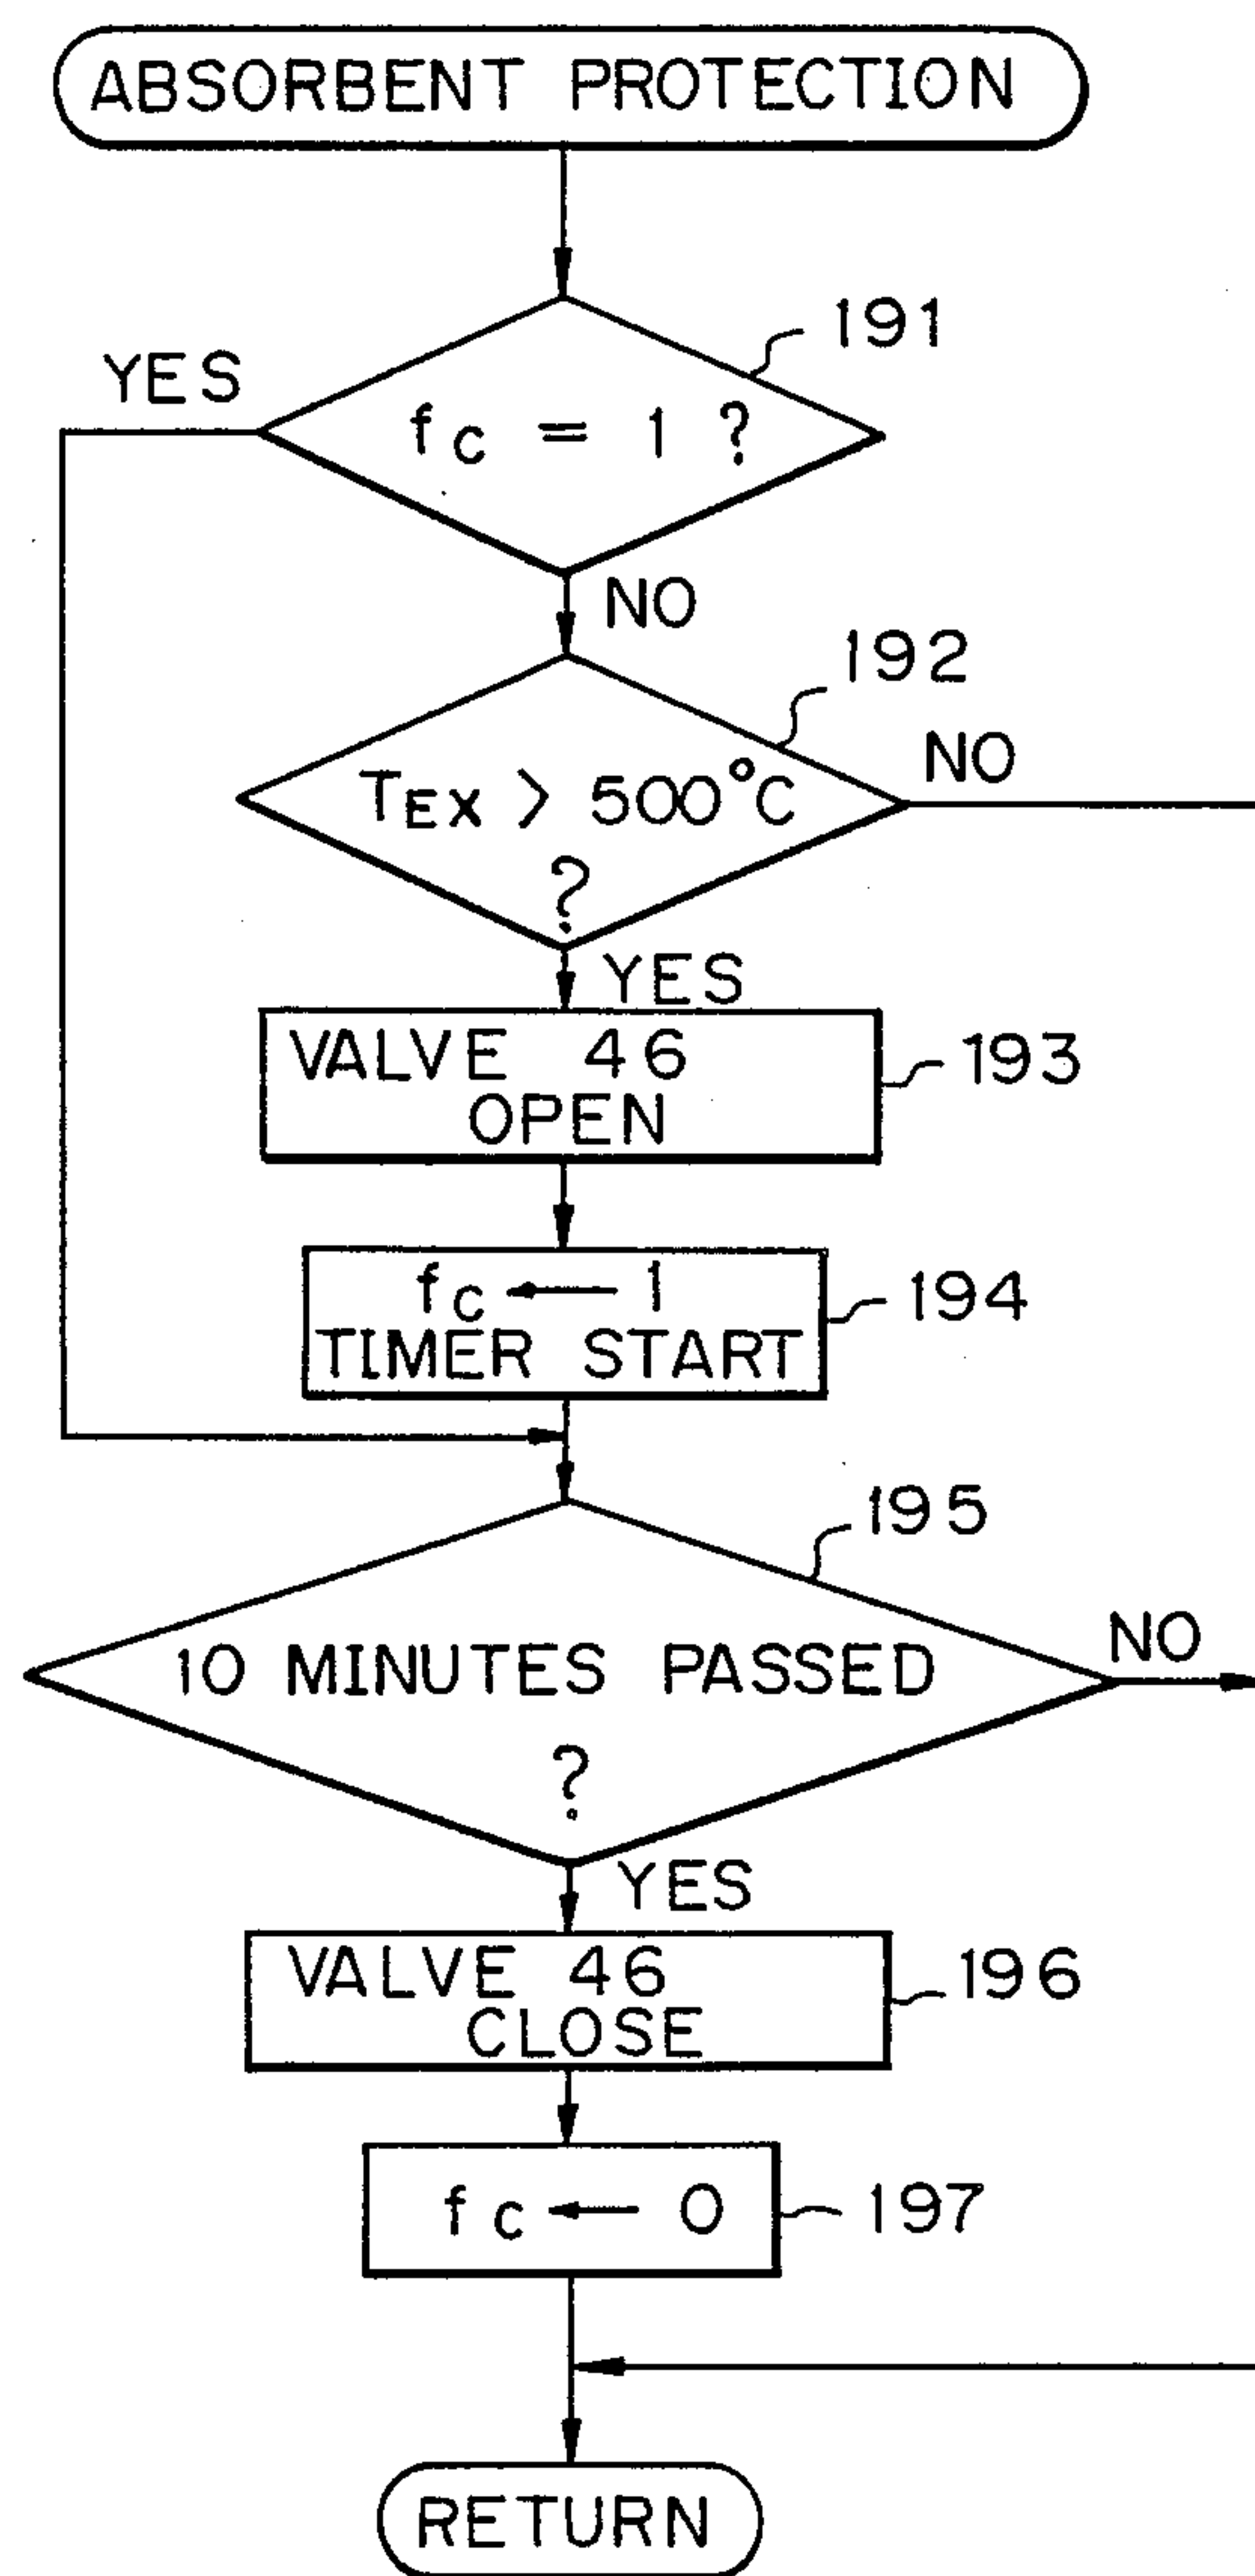 ABSORBENT PROTECTION
191
YES
fc = 1 ?
NO
192
NO
TEX > 500°C
?
YES
VALVE 46
OPEN
193
fc ← 1
TIMER START
194
195
10 MINUTES PASSED
?
NO
YES
VALVE 46
CLOSE
196
fc ← 0
197
RETURN